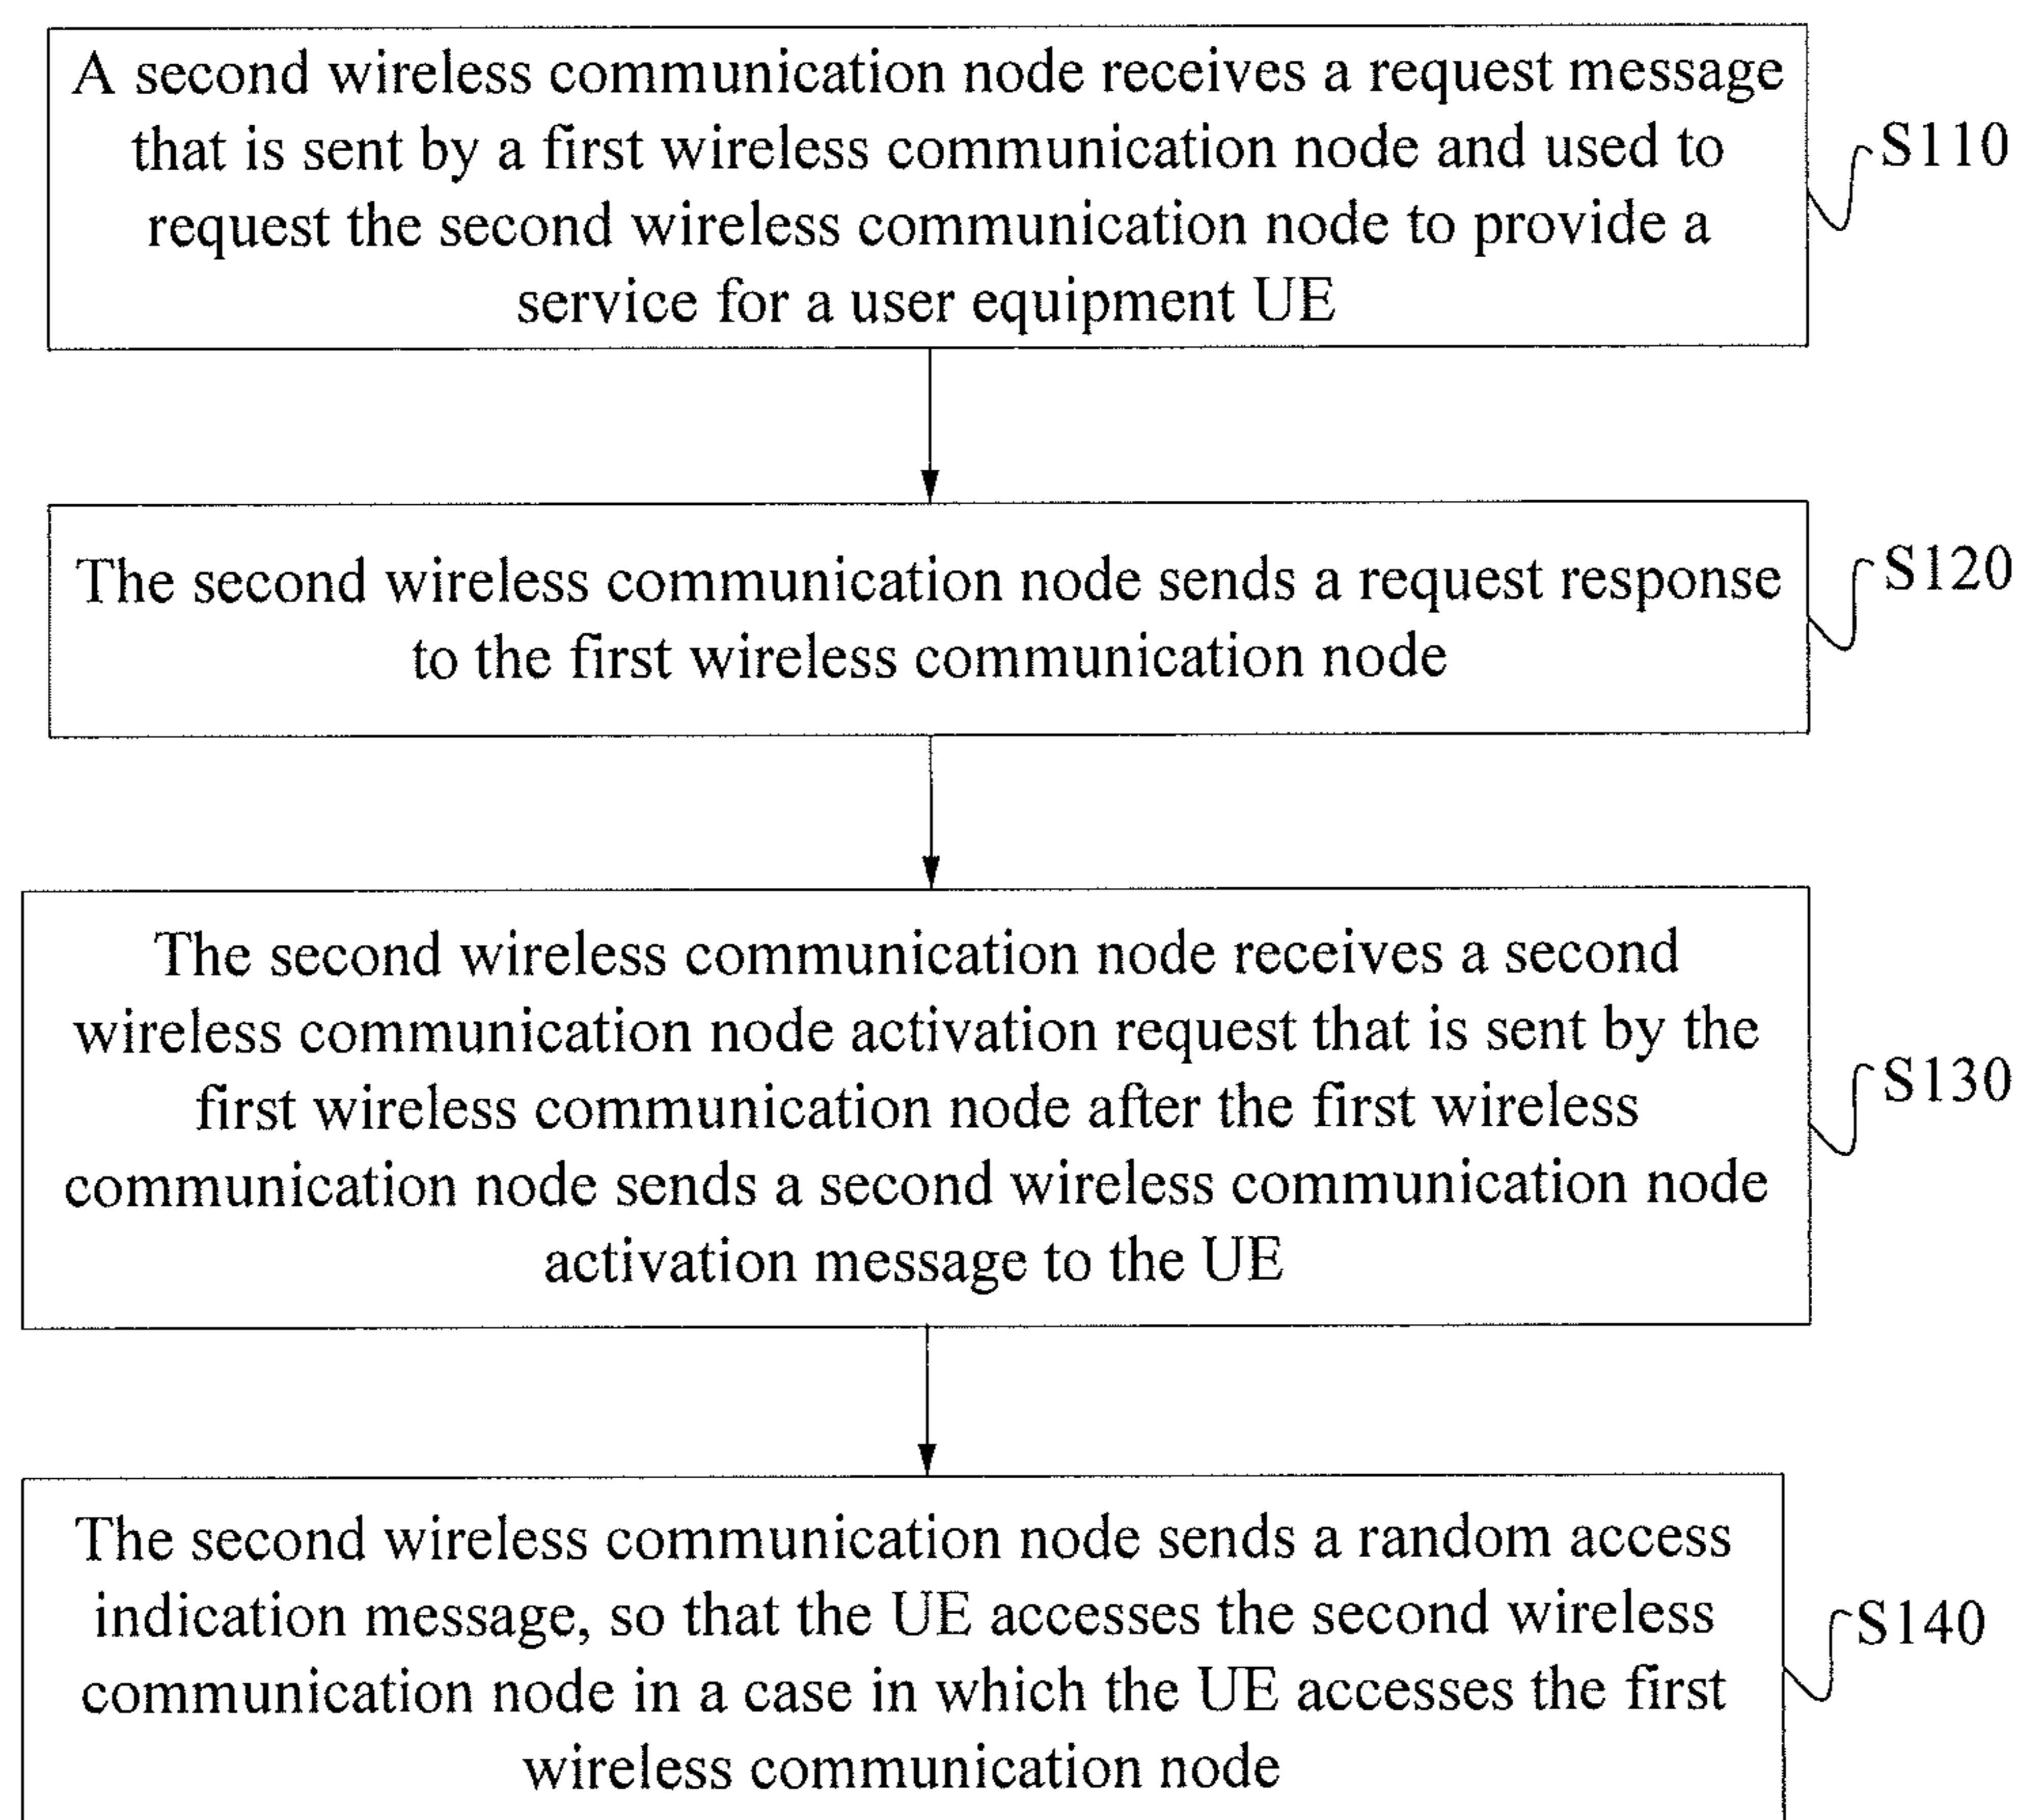 A second wireless communication node receives a request message
that is sent by a first wireless communication node and used to
request the second wireless communication node to provide a
service for a user equipment UE
S110
The second wireless communication node sends a request response
to the first wireless communication node
S120
The second wireless communication node receives a second
wireless communication node activation request that is sent by the
first wireless communication node after the first wireless
communication node sends a second wireless communication node
activation message to the UE
S130
The second wireless communication node sends a random access
indication message, so that the UE accesses the second wireless
communication node in a case in which the UE accesses the first
wireless communication node
S140